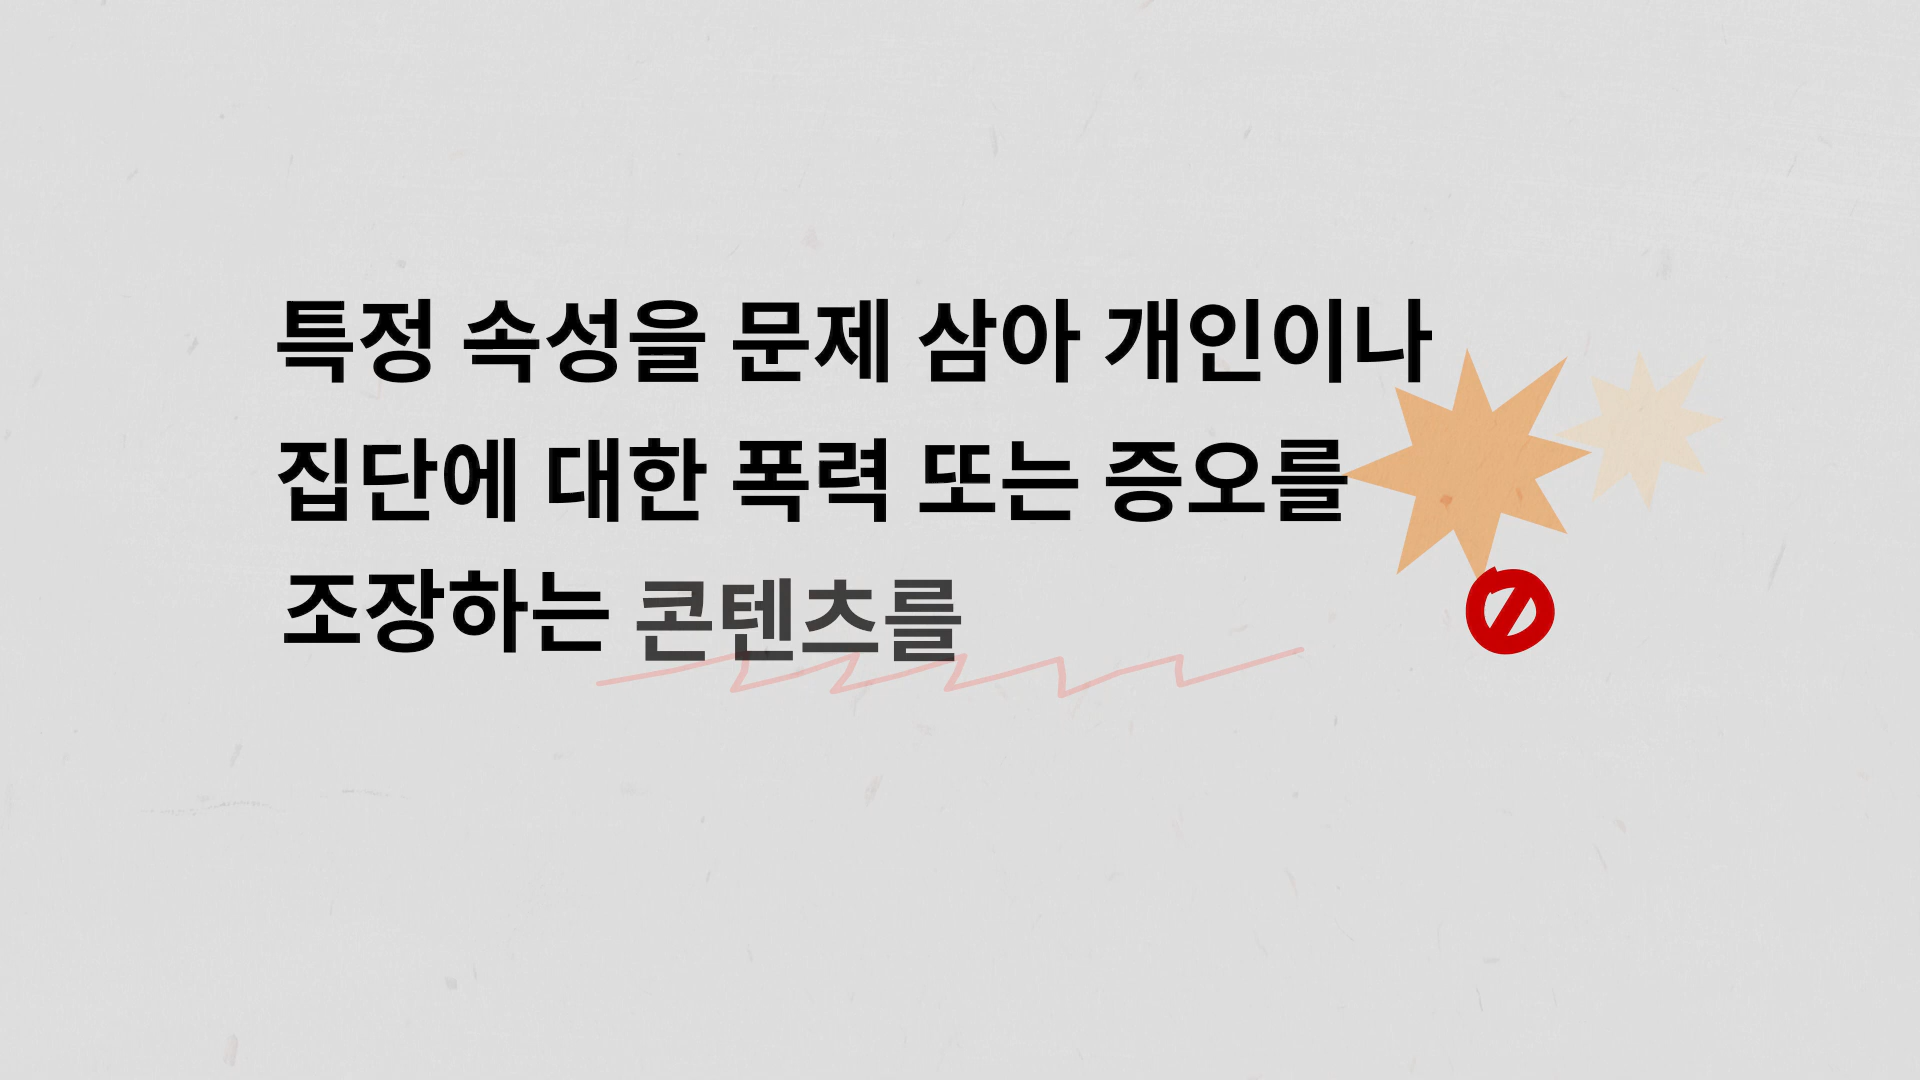 특정 속성을 문제 삼아 개인이나
집단에 대한 폭력 또는 증오를
조장하는 콘텐츠를